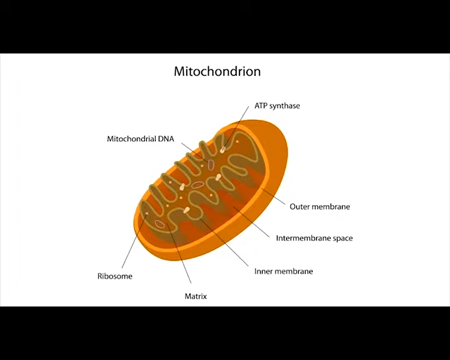 Mitochondrion
ATP synthase
Mitochondrial DNA
Outer membrane
Intermembrane space
Inner membrane
Ribosome
Matrix